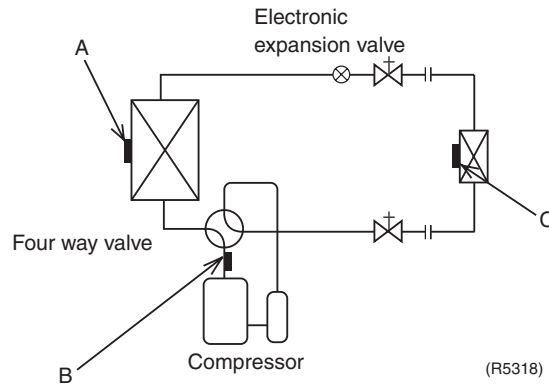 Electronic
expansion valve
A
C
Four way valve
B
Compressor
(R5318)